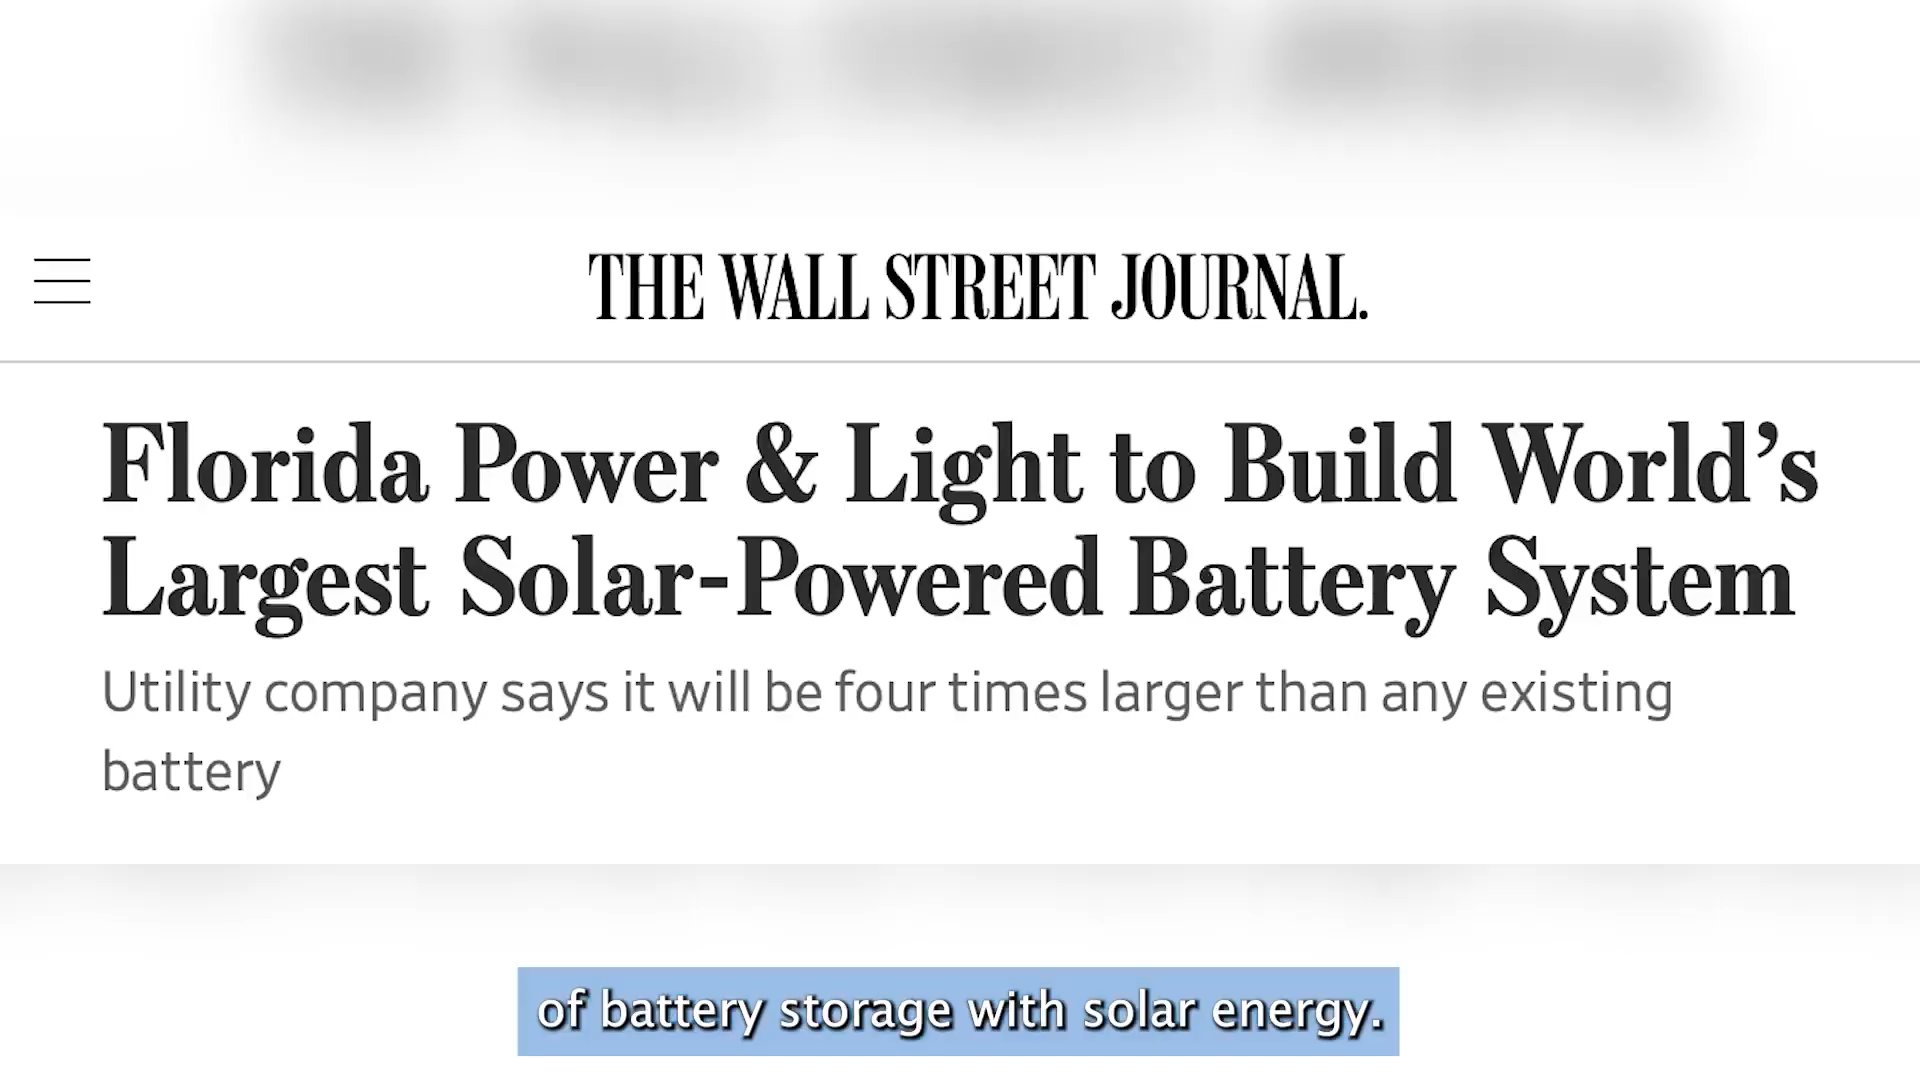 THE WALL STREET JOURNAL.
Florida Power & Light to Build World’s
Largest Solar-Powered Battery System
Utility company says it will be four times larger than any existing
battery
of battery storage with solar energy.